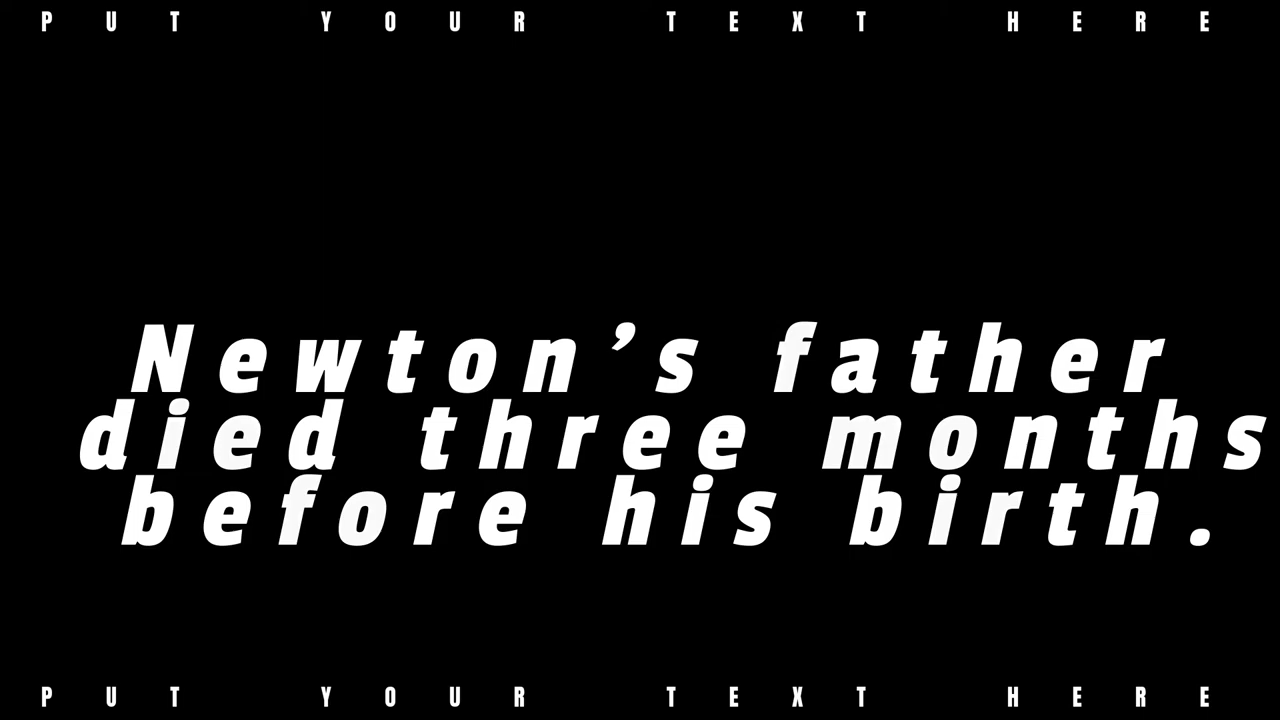 PUT YOUR TEXT HERE
Newton’s father
died three months
before his birth.
PUT YOUR TEXT HERE